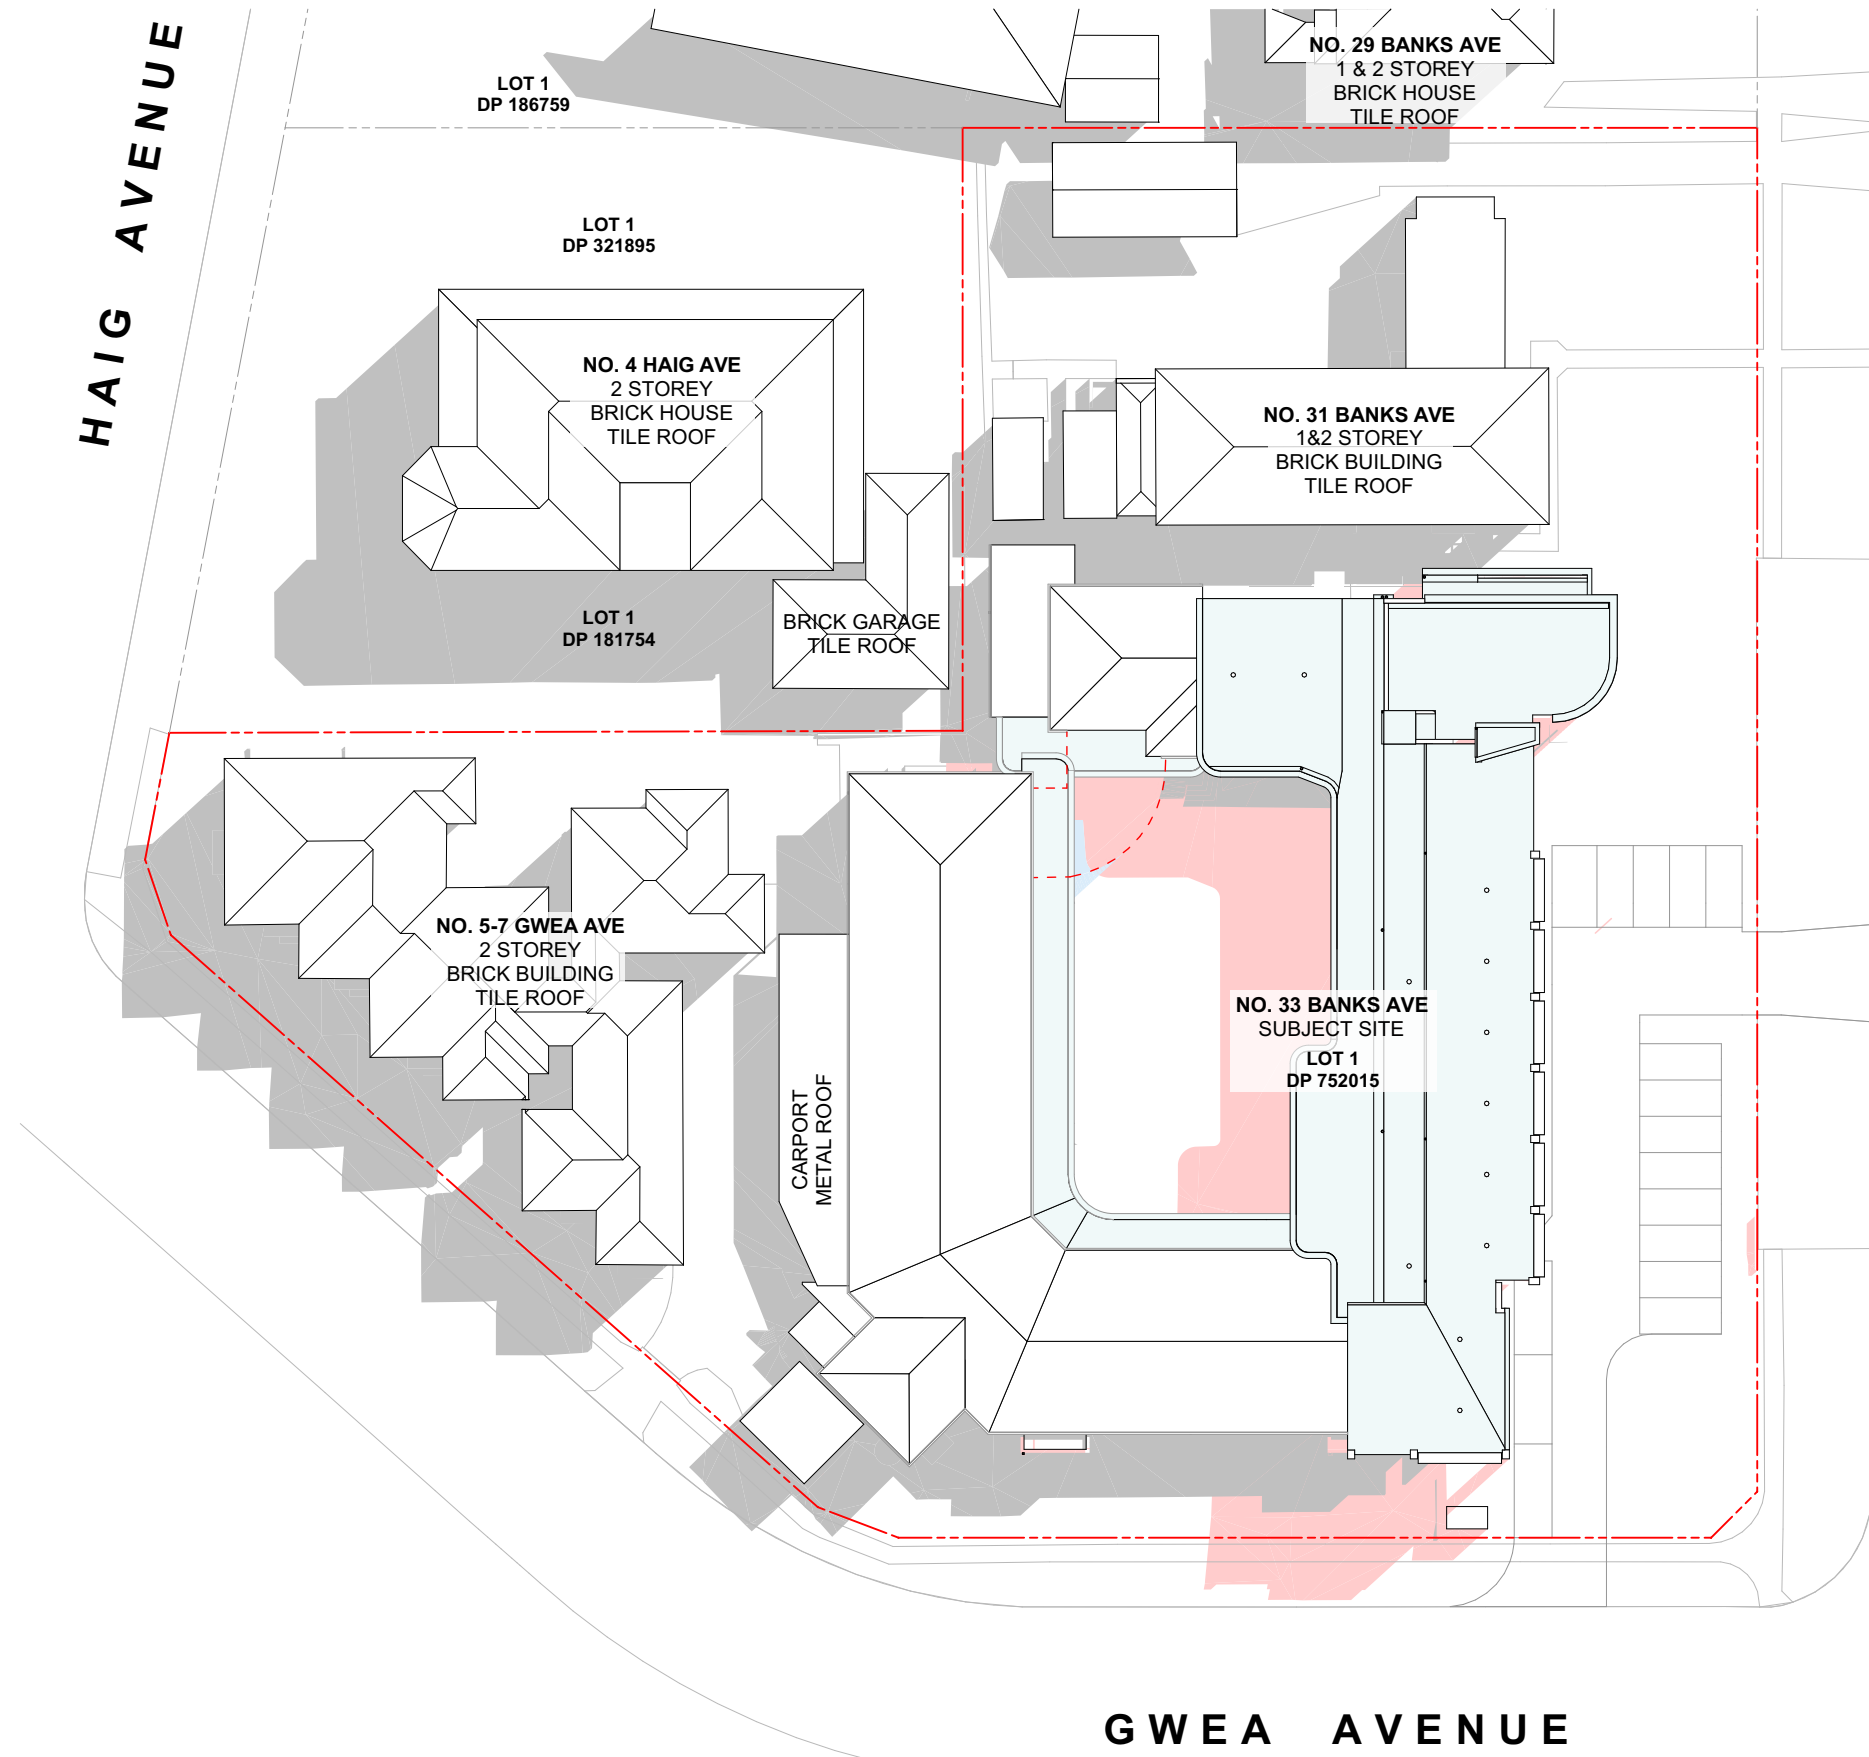 HAIG AVENUE
LOT 1
DP 186759
NO. 29 BANKS AVE
1 & 2 STOREY
BRICK HOUSE
TILE ROOF
LOT 1
DP 321895
NO. 4 HAIG AVE
2 STOREY
BRICK HOUSE
TILE ROOF
NO. 31 BANKS AVE
1&2 STOREY
BRICK BUILDING
TILE ROOF
LOT 1
DP 181754
BRICK GARAGE
TILE ROOF
NO. 5-7 GWEA AVE
2 STOREY
BRICK BUILDING
TILE ROOF
CARPORT
METAL ROOF
NO. 33 BANKS AVE
SUBJECT SITE
LOT 1
DP 752015
GWEA AVENUE